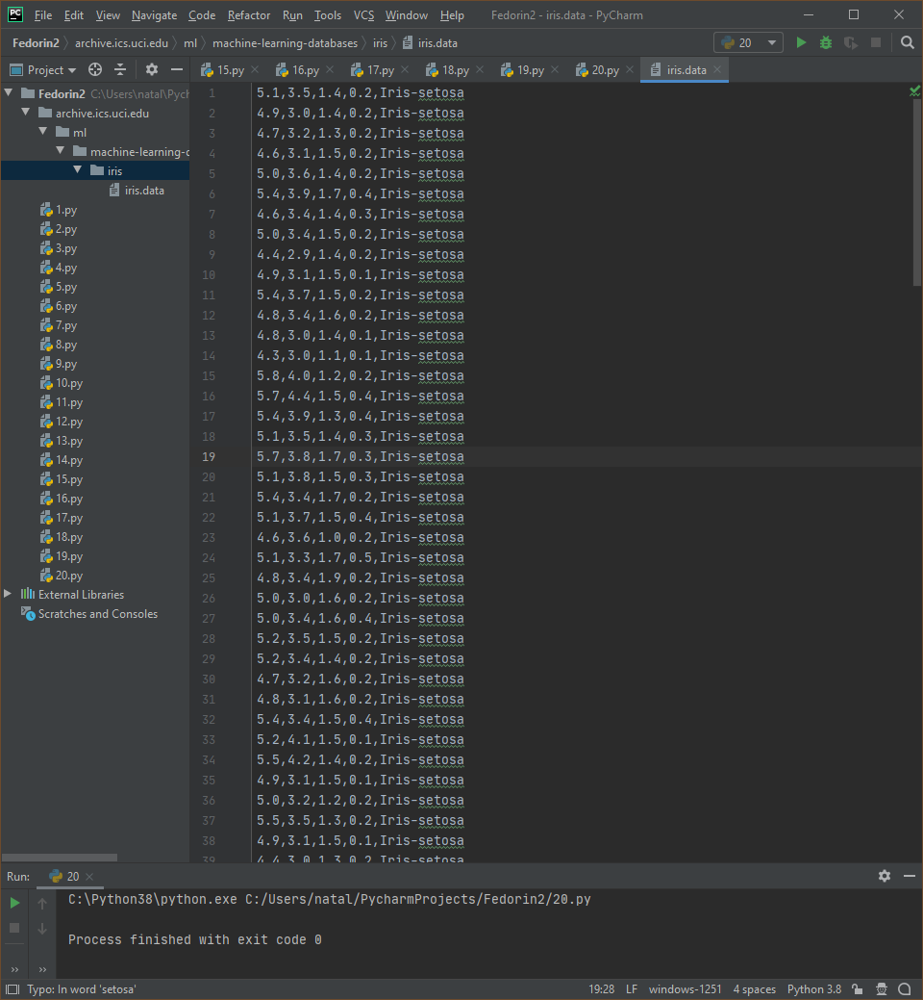 PC File Edit View Navigate Code Refactor Run Tools VCS Window Help Fedorin2 - iris.data - PyCharm
Fedorin2 archive.ics.uci.edu ml machine-learning-databases iris iris.data 20
Project 15.py 16.py 17.py 18.py 19.py 20.py iris.data
Fedorin2 C:\Users\natal\Pych
archive.ics.uci.edu
ml
machine-learning-d
iris
iris.data
1.py
2.py
3.py
4.py
5.py
6.py
7.py
8.py
9.py
10.py
11.py
12.py
13.py
14.py
15.py
16.py
17.py
18.py
19.py
20.py
External Libraries
Scratches and Consoles
1 5.1,3.5,1.4,0.2,Iris-setosa
2 4.9,3.0,1.4,0.2,Iris-setosa
3 4.7,3.2,1.3,0.2,Iris-setosa
4 4.6,3.1,1.5,0.2,Iris-setosa
5 5.0,3.6,1.4,0.2,Iris-setosa
6 5.4,3.9,1.7,0.4,Iris-setosa
7 4.6,3.4,1.4,0.3,Iris-setosa
8 5.0,3.4,1.5,0.2,Iris-setosa
9 4.4,2.9,1.4,0.2,Iris-setosa
10 4.9,3.1,1.5,0.1,Iris-setosa
11 5.4,3.7,1.5,0.2,Iris-setosa
12 4.8,3.4,1.6,0.2,Iris-setosa
13 4.8,3.0,1.4,0.1,Iris-setosa
14 4.3,3.0,1.1,0.1,Iris-setosa
15 5.8,4.0,1.2,0.2,Iris-setosa
16 5.7,4.4,1.5,0.4,Iris-setosa
17 5.4,3.9,1.3,0.4,Iris-setosa
18 5.1,3.5,1.4,0.3,Iris-setosa
19 5.7,3.8,1.7,0.3,Iris-setosa
20 5.1,3.8,1.5,0.3,Iris-setosa
21 5.4,3.4,1.7,0.2,Iris-setosa
22 5.1,3.7,1.5,0.4,Iris-setosa
23 4.6,3.6,1.0,0.2,Iris-setosa
24 5.1,3.3,1.7,0.5,Iris-setosa
25 4.8,3.4,1.9,0.2,Iris-setosa
26 5.0,3.0,1.6,0.2,Iris-setosa
27 5.0,3.4,1.6,0.4,Iris-setosa
28 5.2,3.5,1.5,0.2,Iris-setosa
29 5.2,3.4,1.4,0.2,Iris-setosa
30 4.7,3.2,1.6,0.2,Iris-setosa
31 4.8,3.1,1.6,0.2,Iris-setosa
32 5.4,3.4,1.5,0.4,Iris-setosa
33 5.2,4.1,1.5,0.1,Iris-setosa
34 5.5,4.2,1.4,0.2,Iris-setosa
35 4.9,3.1,1.5,0.1,Iris-setosa
36 5.0,3.2,1.2,0.2,Iris-setosa
37 5.5,3.5,1.3,0.2,Iris-setosa
38 4.9,3.1,1.5,0.1,Iris-setosa
39 4.4,3.0,1.3,0.2,Iris-setosa
Run: 20
C:\Python38\python.exe C:/Users/natal/PycharmProjects/Fedorin2/20.py
Process finished with exit code 0
Typo: In word 'setosa' 19:28 LF windows-1251 4 spaces Python 3.8